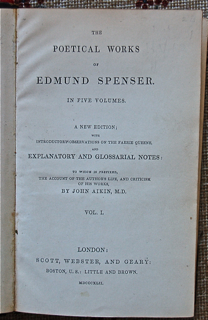 THE
POETICAL WORKS
OF
EDMUND SPENSER.
IN FIVE VOLUMES.
A NEW EDITION;
WITH
INTRODUCTORY OBSERVATIONS ON THE FAERIE QUEENE,
AND
EXPLANATORY AND GLOSSARIAL NOTES:
TO WHICH IS PREFIXED,
THE ACCOUNT OF THE AUTHOR'S LIFE, AND CRITICISM
OF HIS WORKS,
BY JOHN AIKIN, M.D.
VOL. I.
LONDON:
SCOTT, WEBSTER, AND GEARY:
BOSTON, U.S.: LITTLE AND BROWN.